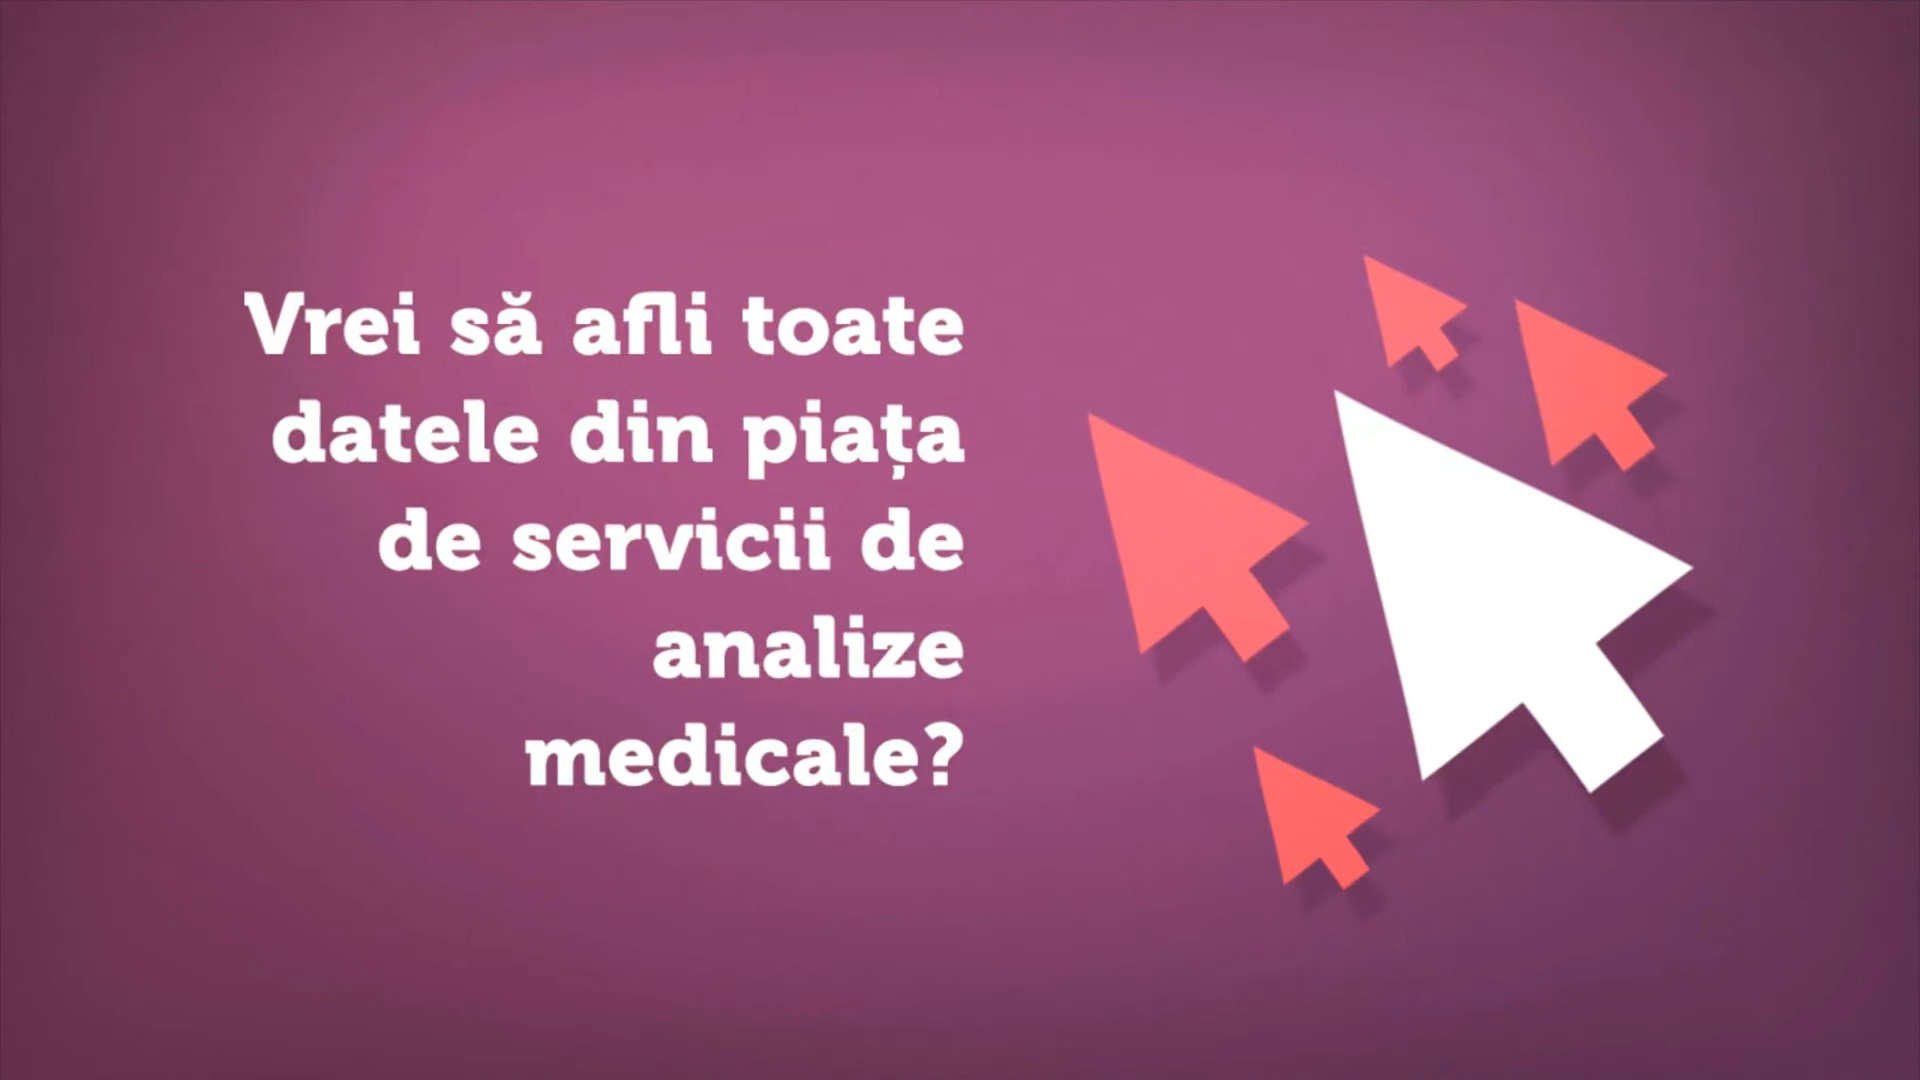 Vrei să afli toate
datele din piața
de servicii de
analize
medicale?